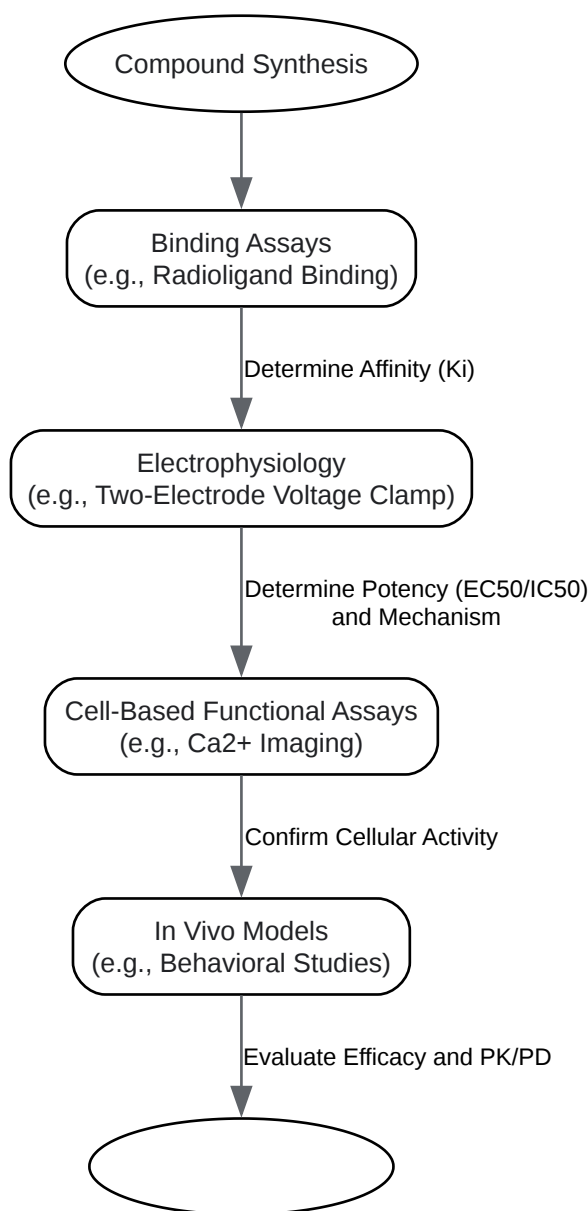 Compound Synthesis
Binding Assays
(e.g., Radioligand Binding)
Determine Affinity (Ki)
Electrophysiology
(e.g., Two-Electrode Voltage Clamp)
Determine Potency (EC50/IC50)
and Mechanism
Cell-Based Functional Assays
(e.g., Ca2+ Imaging)
Confirm Cellular Activity
In Vivo Models
(e.g., Behavioral Studies)
Evaluate Efficacy and PK/PD